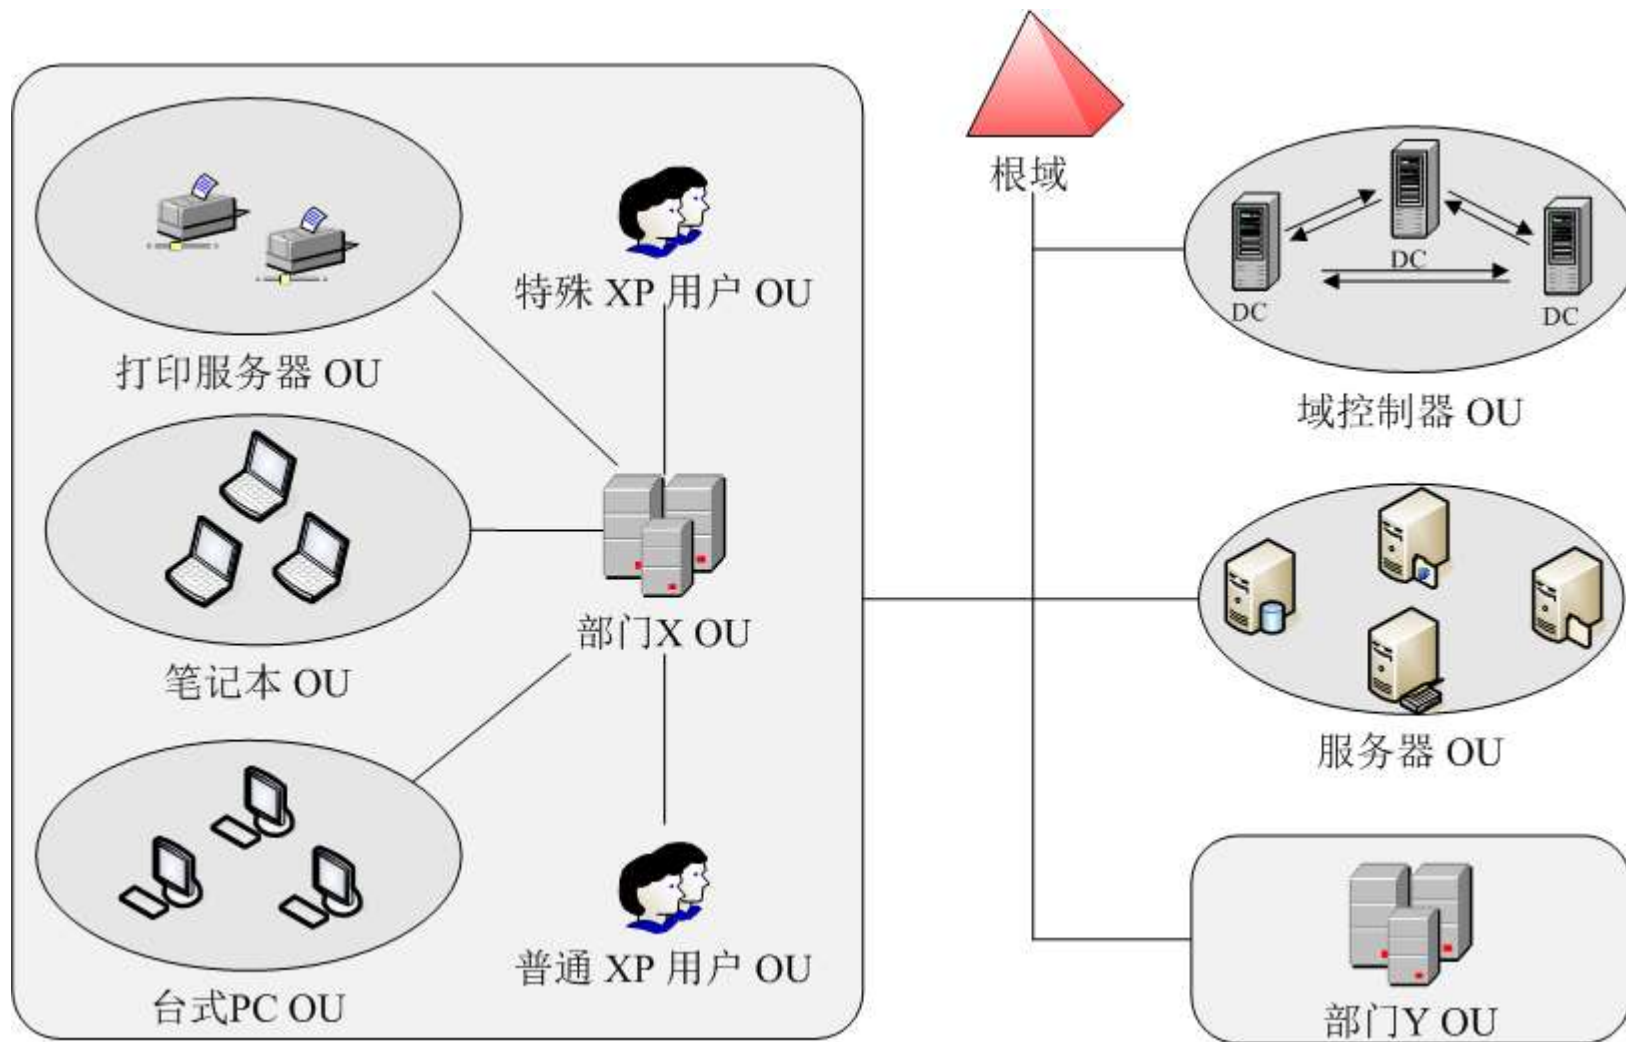 根域
特殊 XP 用户 OU
打印服务器 OU
笔记本 OU
部门X OU
台式PC OU
普通 XP 用户 OU
DC
DC
DC
域控制器 OU
服务器 OU
部门Y OU